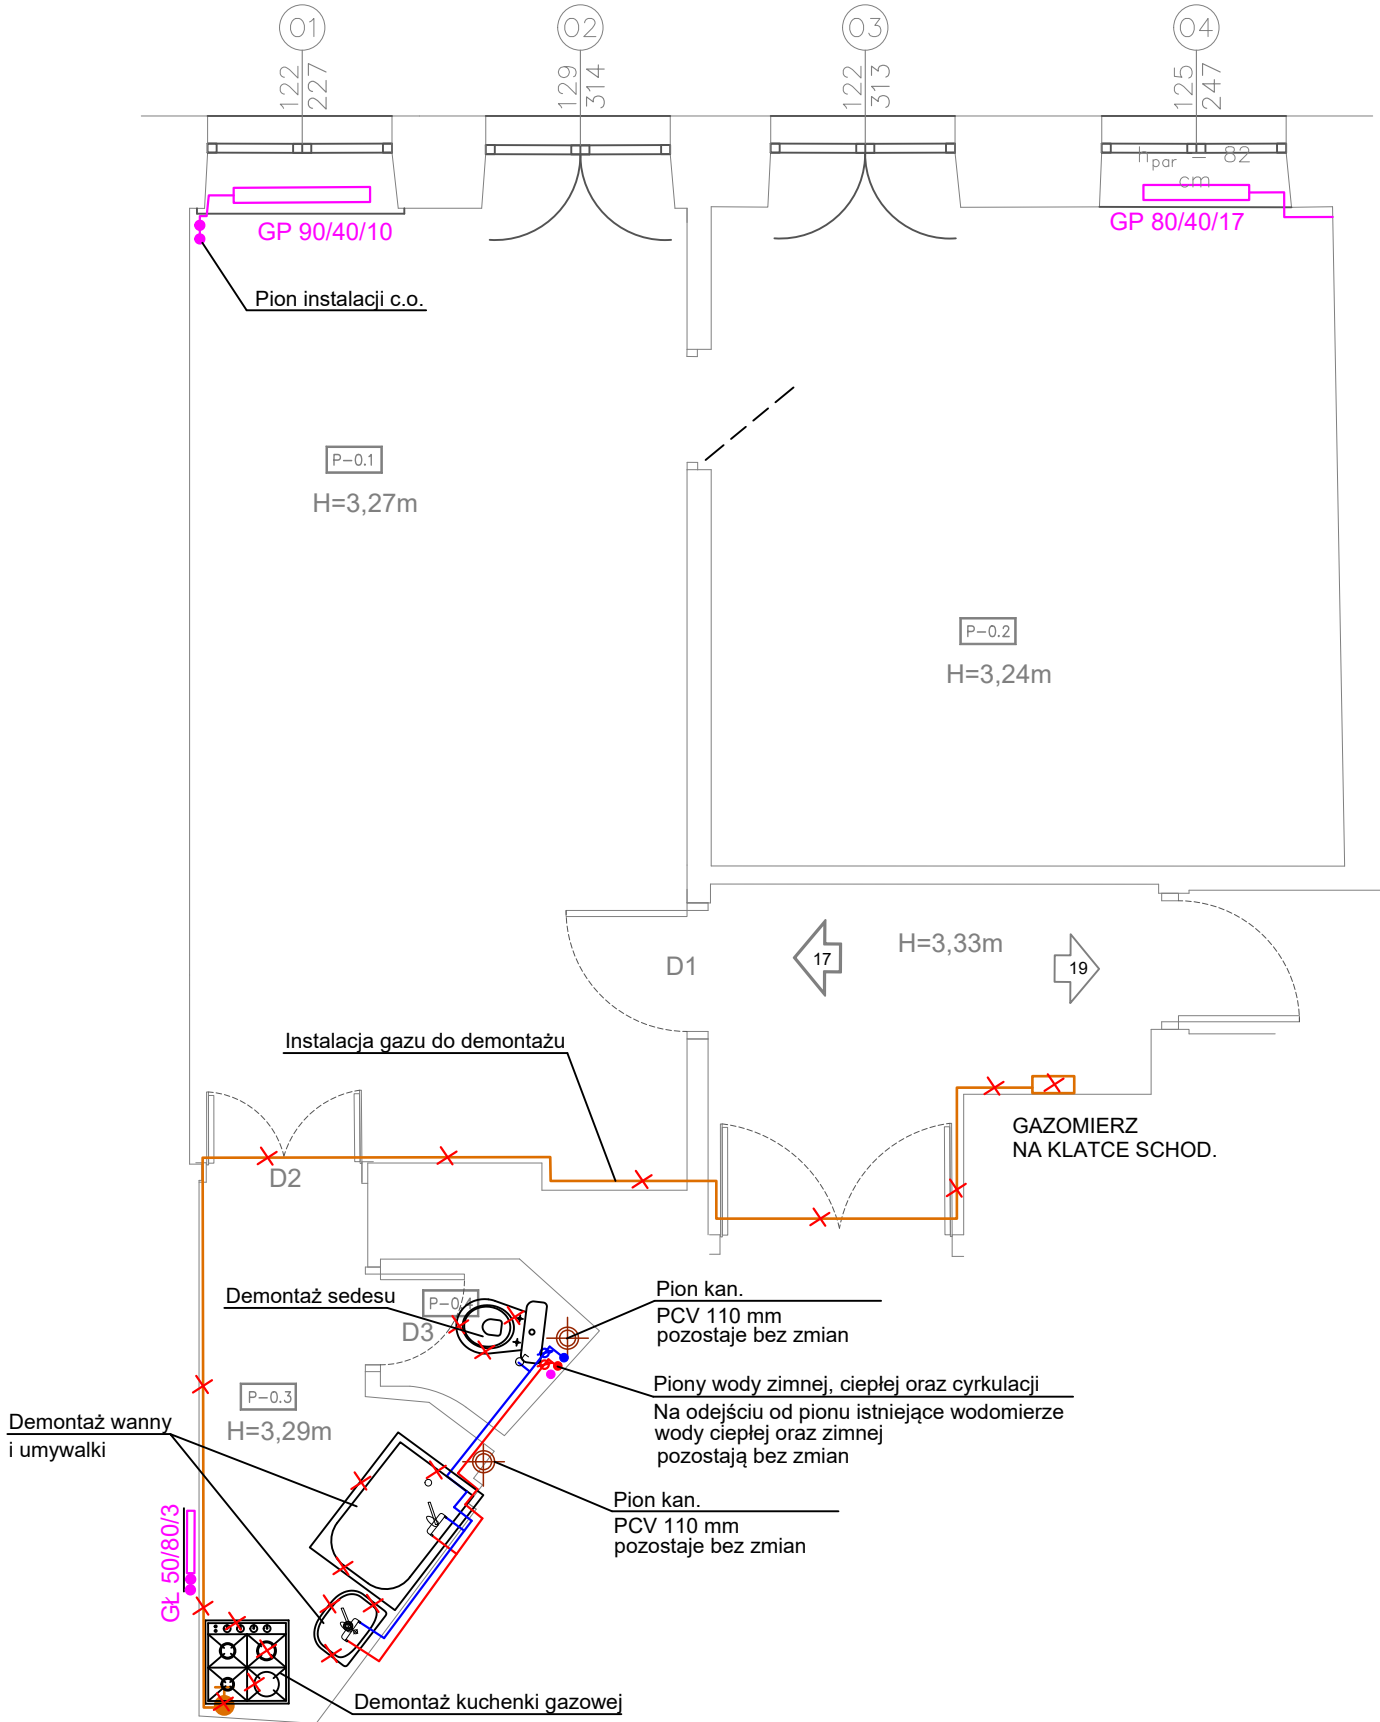 01
02
03
04
122
227
129
314
122
313
125
247
hpar = 82
cm
GP 90/40/10
GP 80/40/17
Pion instalacji c.o.
P-0.1
H=3,27m
P-0.2
H=3,24m
D1
17
H=3,33m
19
Instalacja gazu do demontażu
GAZOMIERZ
NA KLATCE SCHOD.
D2
Demontaż sedesu
P-0.4
D3
Pion kan.
PCV 110 mm
pozostaje bez zmian
P-0.3
H=3,29m
Piony wody zimnej, ciepłej oraz cyrkulacji
Na odejściu od pionu istniejące wodomierze
wody ciepłej oraz zimnej
pozostają bez zmian
Demontaż wanny
i umywalki
Pion kan.
PCV 110 mm
pozostaje bez zmian
GŁ 50/80/3
Demontaż kuchenki gazowej